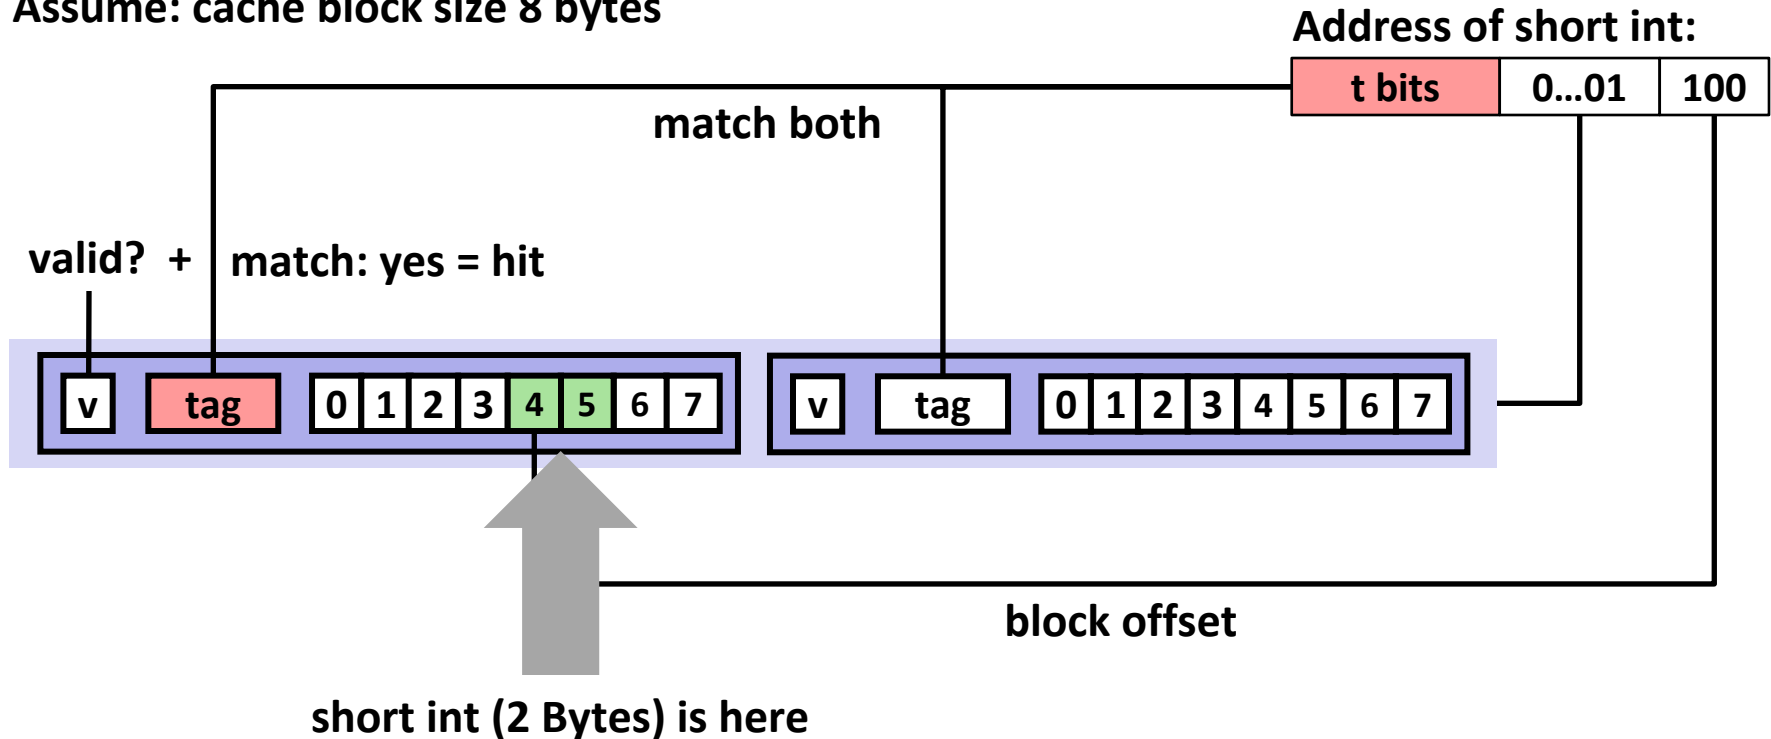 Assume: cache block size 8 bytes
Address of short int:
t bits 0...01 100
match both
valid? + match: yes = hit
v tag 0 1 2 3 4 5 6 7 v tag 0 1 2 3 4 5 6 7
block offset
short int (2 Bytes) is here